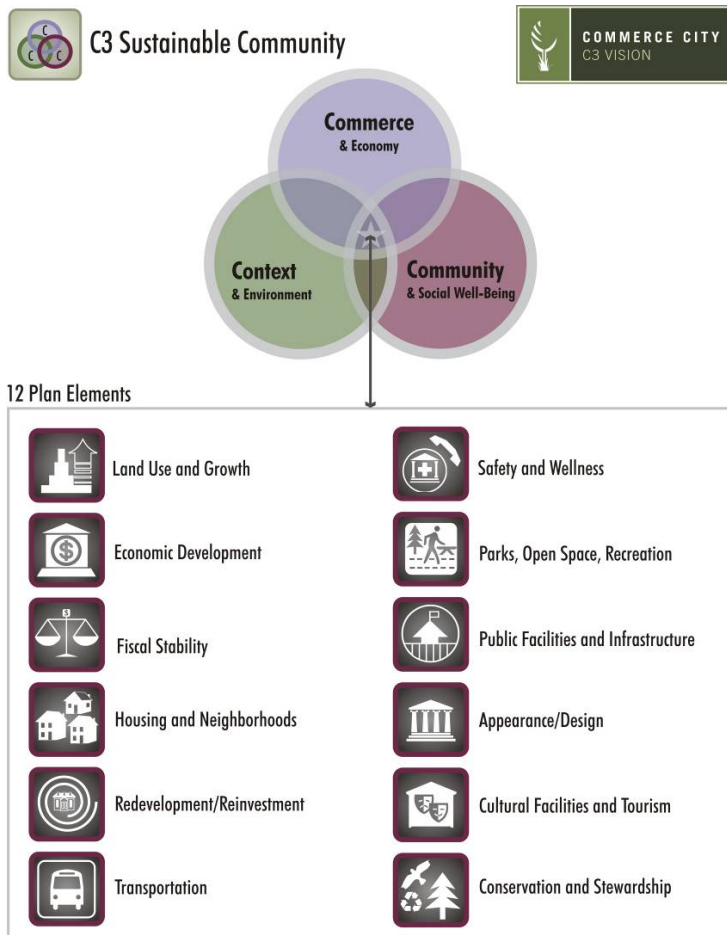 C
C
C
C3 Sustainable Community
COMMERCE CITY
C3 VISION
Commerce
& Economy
Context
& Environment
Community
& Social Well-Being
12 Plan Elements
Land Use and Growth
$
Economic Development
$
Fiscal Stability
Housing and Neighborhoods
Redevelopment/Reinvestment
Transportation
Safety and Wellness
Parks, Open Space, Recreation
Public Facilities and Infrastructure
Appearance/Design
Cultural Facilities and Tourism
Conservation and Stewardship